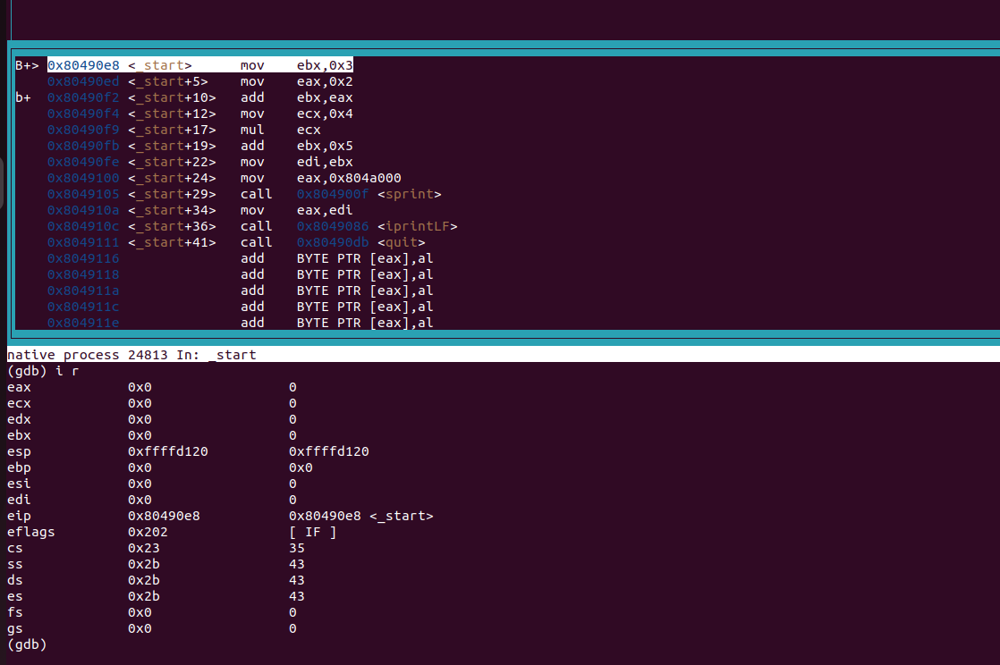 B+> 0x80490e8 <_start>      mov    ebx,0x3
    0x80490ed <_start+5>    mov    eax,0x2
b+  0x80490f2 <_start+10>   add    ebx,eax
    0x80490f4 <_start+12>   mov    ecx,0x4
    0x80490f9 <_start+17>   mul    ecx
    0x80490fb <_start+19>   add    ebx,0x5
    0x80490fe <_start+22>   mov    edi,ebx
    0x8049100 <_start+24>   mov    eax,0x804a000
    0x8049105 <_start+29>   call   0x804900f <sprint>
    0x804910a <_start+34>   mov    eax,edi
    0x804910c <_start+36>   call   0x8049086 <iprintLF>
    0x8049111 <_start+41>   call   0x80490db <quit>
    0x8049116               add    BYTE PTR [eax],al
    0x8049118               add    BYTE PTR [eax],al
    0x804911a               add    BYTE PTR [eax],al
    0x804911c               add    BYTE PTR [eax],al
    0x804911e               add    BYTE PTR [eax],al
native process 24813 In: _start
(gdb) i r
eax            0x0                 0
ecx            0x0                 0
edx            0x0                 0
ebx            0x0                 0
esp            0xffffd120          0xffffd120
ebp            0x0                 0x0
esi            0x0                 0
edi            0x0                 0
eip            0x80490e8           0x80490e8 <_start>
eflags         0x202               [ IF ]
cs             0x23                35
ss             0x2b                43
ds             0x2b                43
es             0x2b                43
fs             0x0                 0
gs             0x0                 0
(gdb)